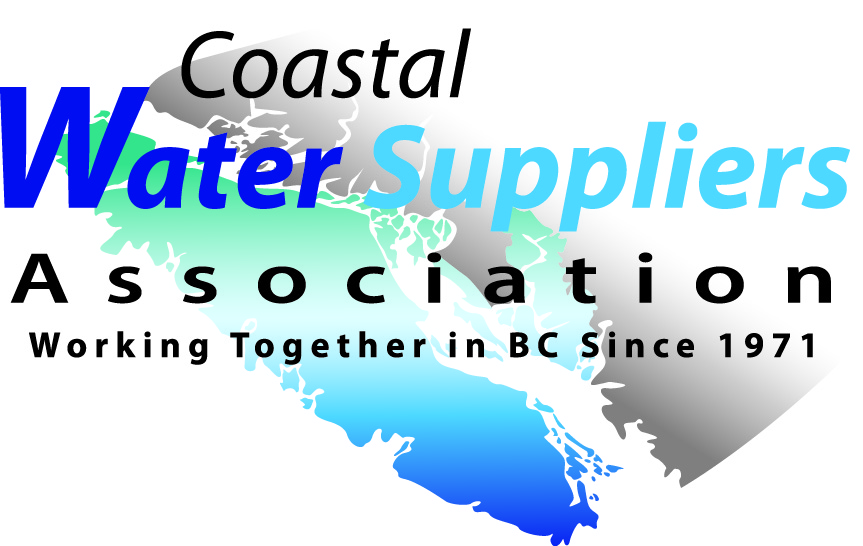 Coastal
Water Suppliers
Association
Working Together in BC Since 1971